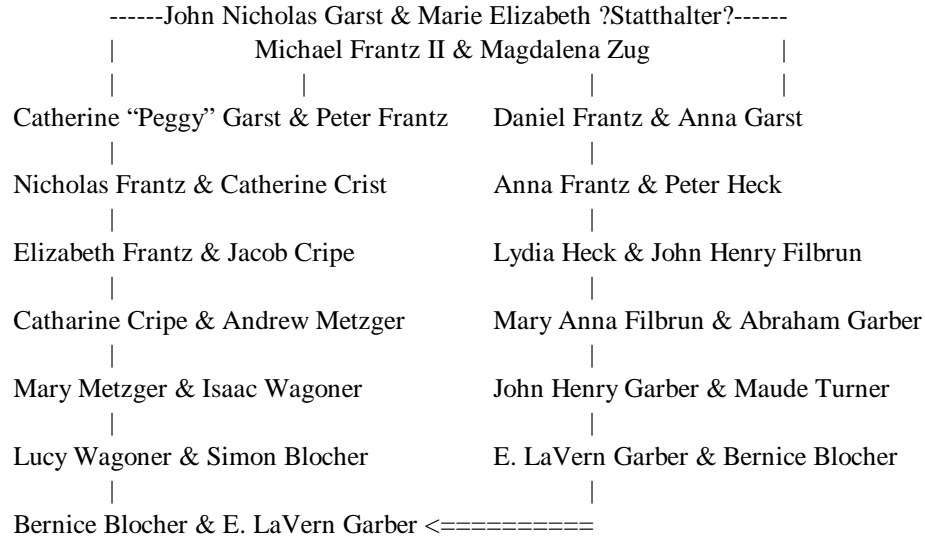 ------John Nicholas Garst & Marie Elizabeth ?Statthalter?------
| Michael Frantz II & Magdalena Zug |
| | | |
Catherine “Peggy” Garst & Peter Frantz Daniel Frantz & Anna Garst
| |
Nicholas Frantz & Catherine Crist Anna Frantz & Peter Heck
| |
Elizabeth Frantz & Jacob Cripe Lydia Heck & John Henry Filbrun
| |
Catharine Cripe & Andrew Metzger Mary Anna Filbrun & Abraham Garber
| |
Mary Metzger & Isaac Wagoner John Henry Garber & Maude Turner
| |
Lucy Wagoner & Simon Blocher E. LaVern Garber & Bernice Blocher
| |
Bernice Blocher & E. LaVern Garber <==========